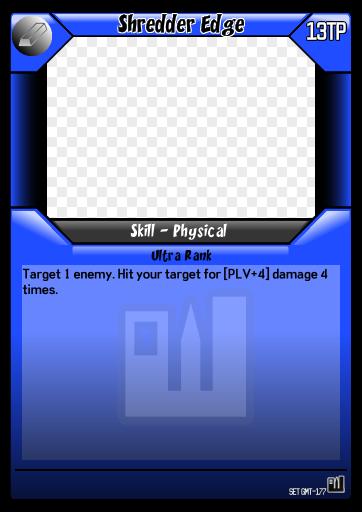 Shredder Edge
13TP
Skill - Physical
Ultra Rank
Target 1 enemy. Hit your target for [PLV+4] damage 4
times.
SET GMT-177